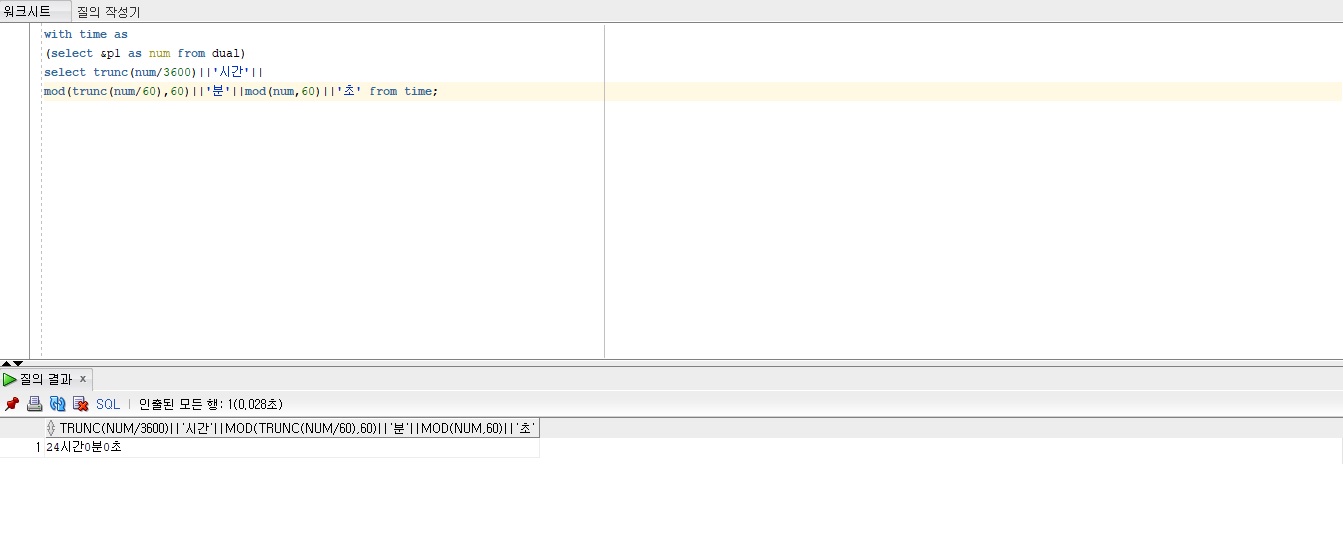 워크시트 질의 작성기
with time as
(select &p1 as num from dual)
select trunc(num/3600)||'시간'||
mod(trunc(num/60),60)||'분'||mod(num,60)||'초' from time;
질의 결과 x
SQL | 인출된 모든 행: 1(0,028초)
TRUNC(NUM/3600)||'시간'||MOD(TRUNC(NUM/60),60)||'분'||MOD(NUM,60)||'초'
1 24시간0분0초